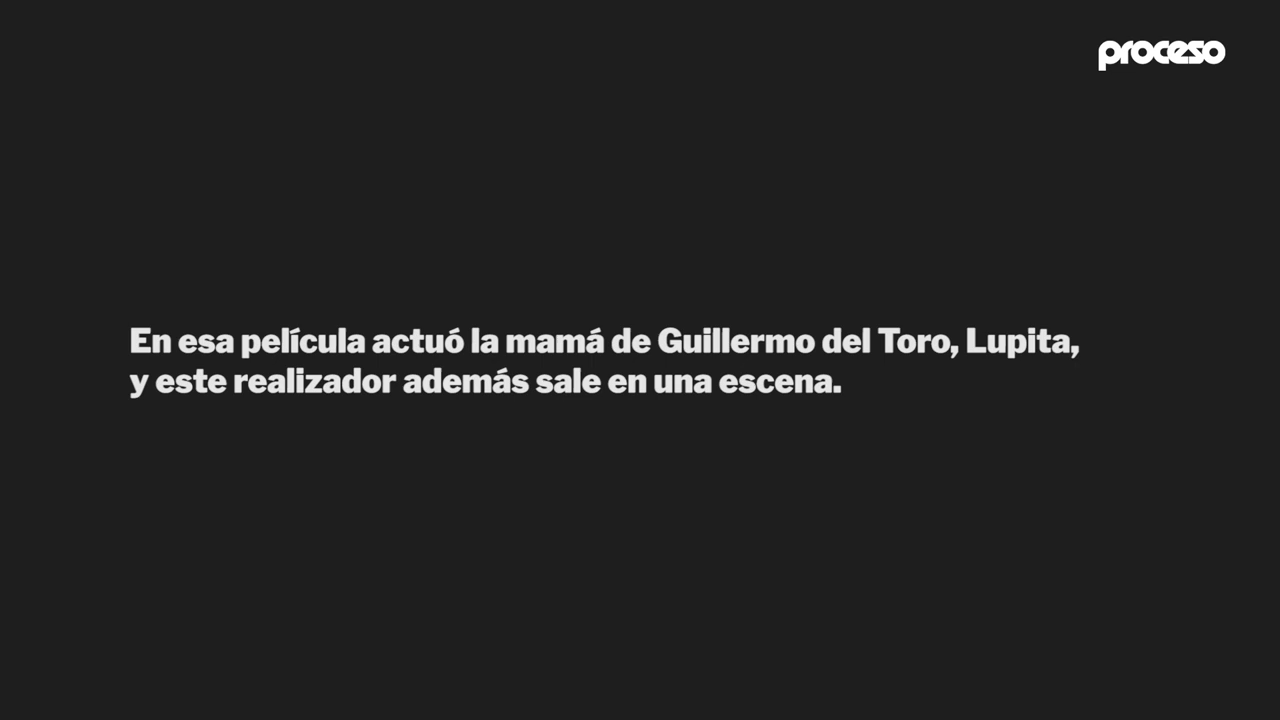 proceso
En esa película actuó la mamá de Guillermo del Toro, Lupita,
y este realizador además sale en una escena.